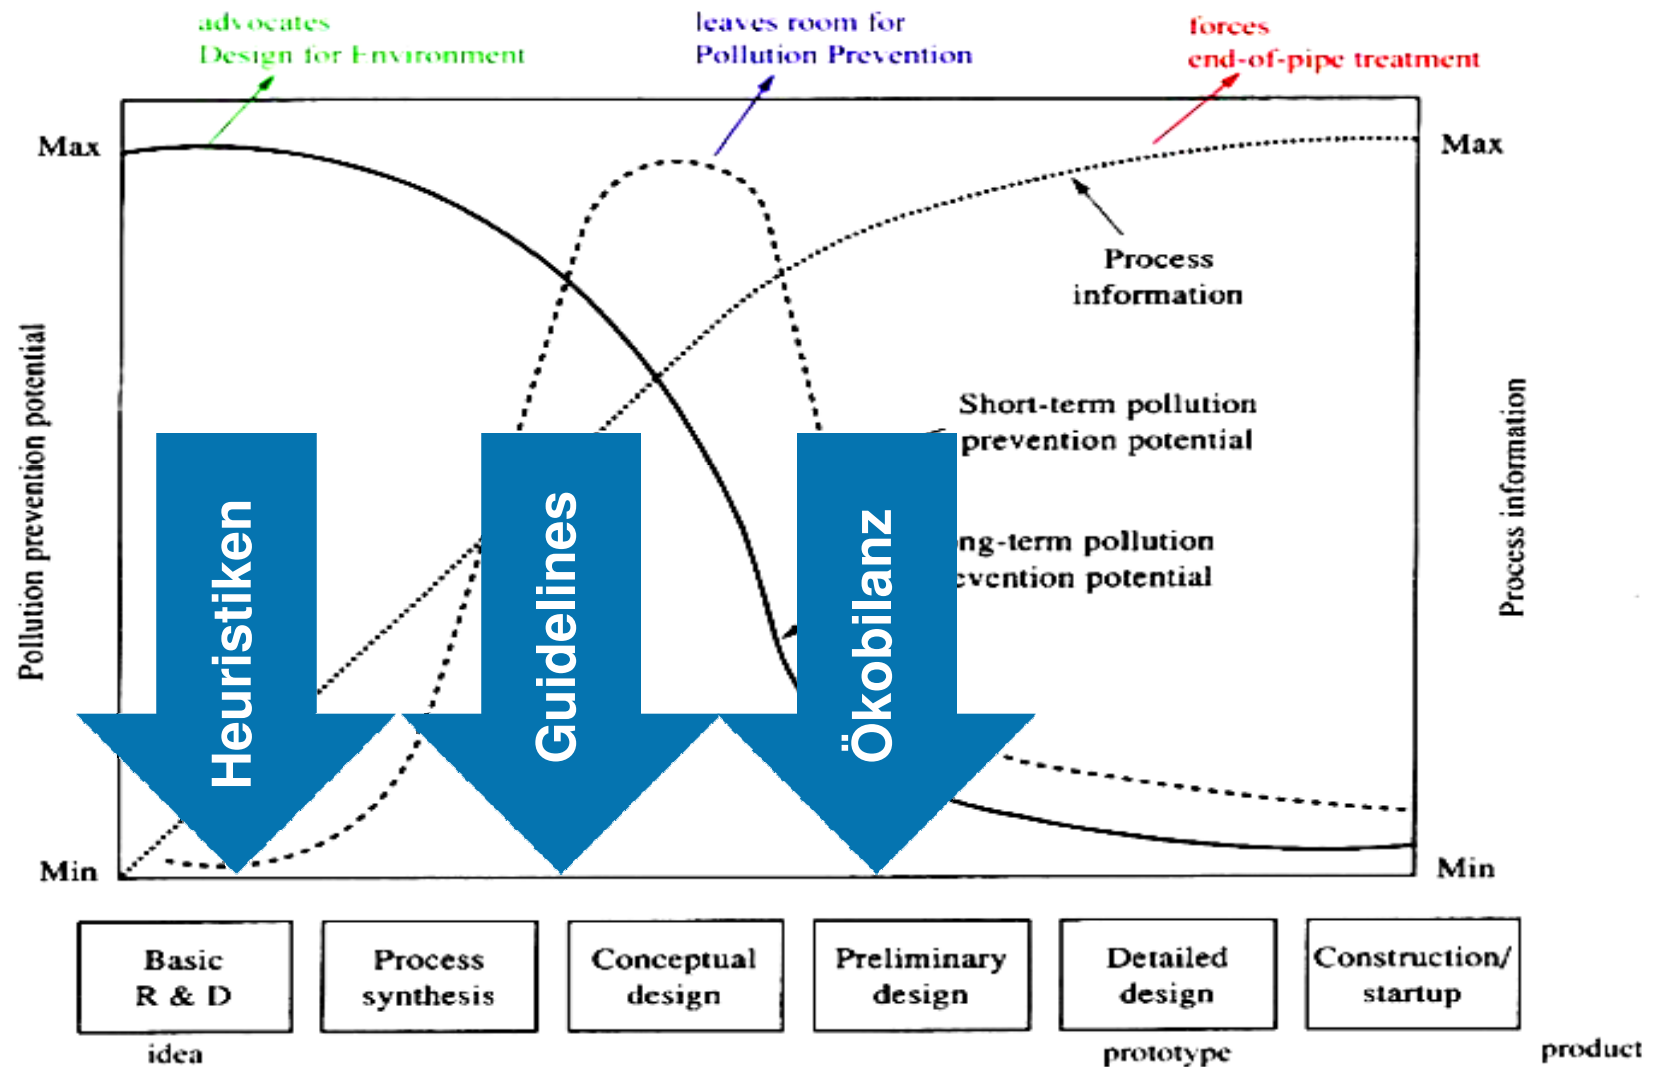 advocates
Design for Environment
leaves room for
Pollution Prevention
forces
end-of-pipe treatment
Max
Max
Process
information
Short-term pollution
prevention potential
ng-term pollution
evention potential
Pollution prevention potential
Process information
Heuristiken
Guidelines
Ökobilanz
Min
Min
Basic
R & D
Process
synthesis
Conceptual
design
Preliminary
design
Detailed
design
Construction/
startup
idea
prototype
product